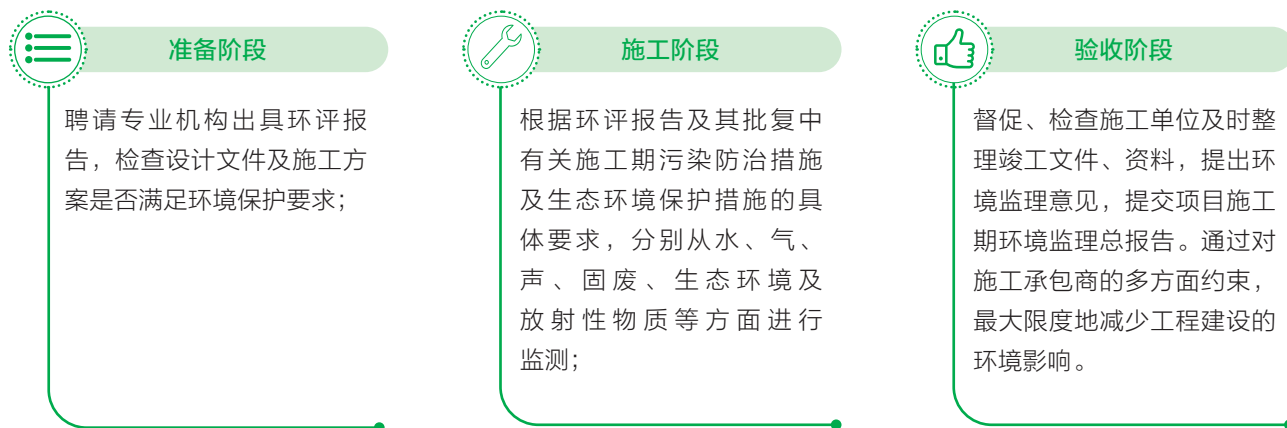 准备阶段
聘请专业机构出具环评报
告，检查设计文件及施工方
案是否满足环境保护要求；
施工阶段
根据环评报告及其批复中
有关施工期污染防治措施
及生态环境保护措施的具
体要求，分别从水、气、
声、固废、生态环境及
放射性物质等方面进行
监测；
验收阶段
督促、检查施工单位及时整
理竣工文件、资料，提出环
境监理意见，提交项目施工
期环境监理总报告。通过对
施工承包商的多方面约束，
最大限度地减少工程建设的
环境影响。